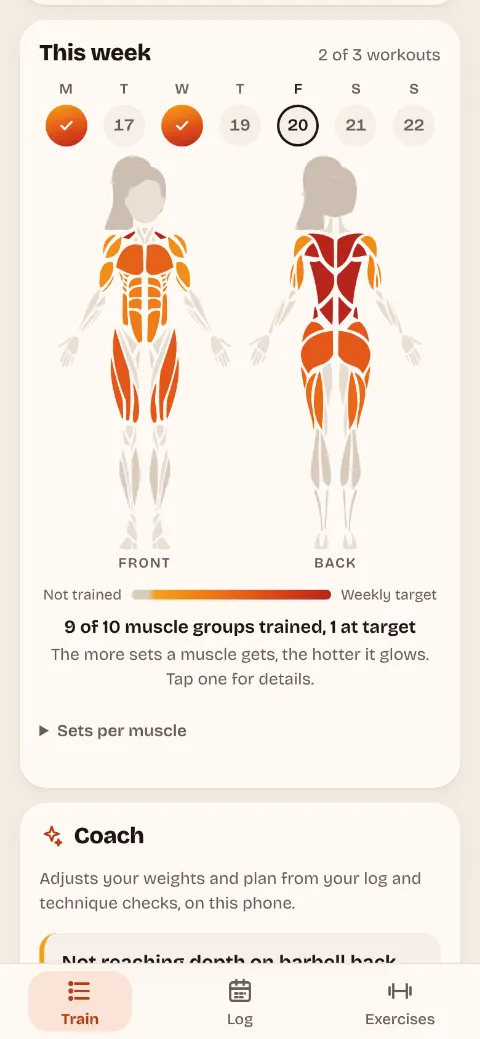 This week
2 of 3 workouts
M T W T F S S
17 19 20 21 22
FRONT BACK
Not trained Weekly target
9 of 10 muscle groups trained, 1 at target
The more sets a muscle gets, the hotter it glows.
Tap one for details.
Sets per muscle
Coach
Adjusts your weights and plan from your log and
technique checks, on this phone.
Not reaching depth on barbell back
Train Log Exercises